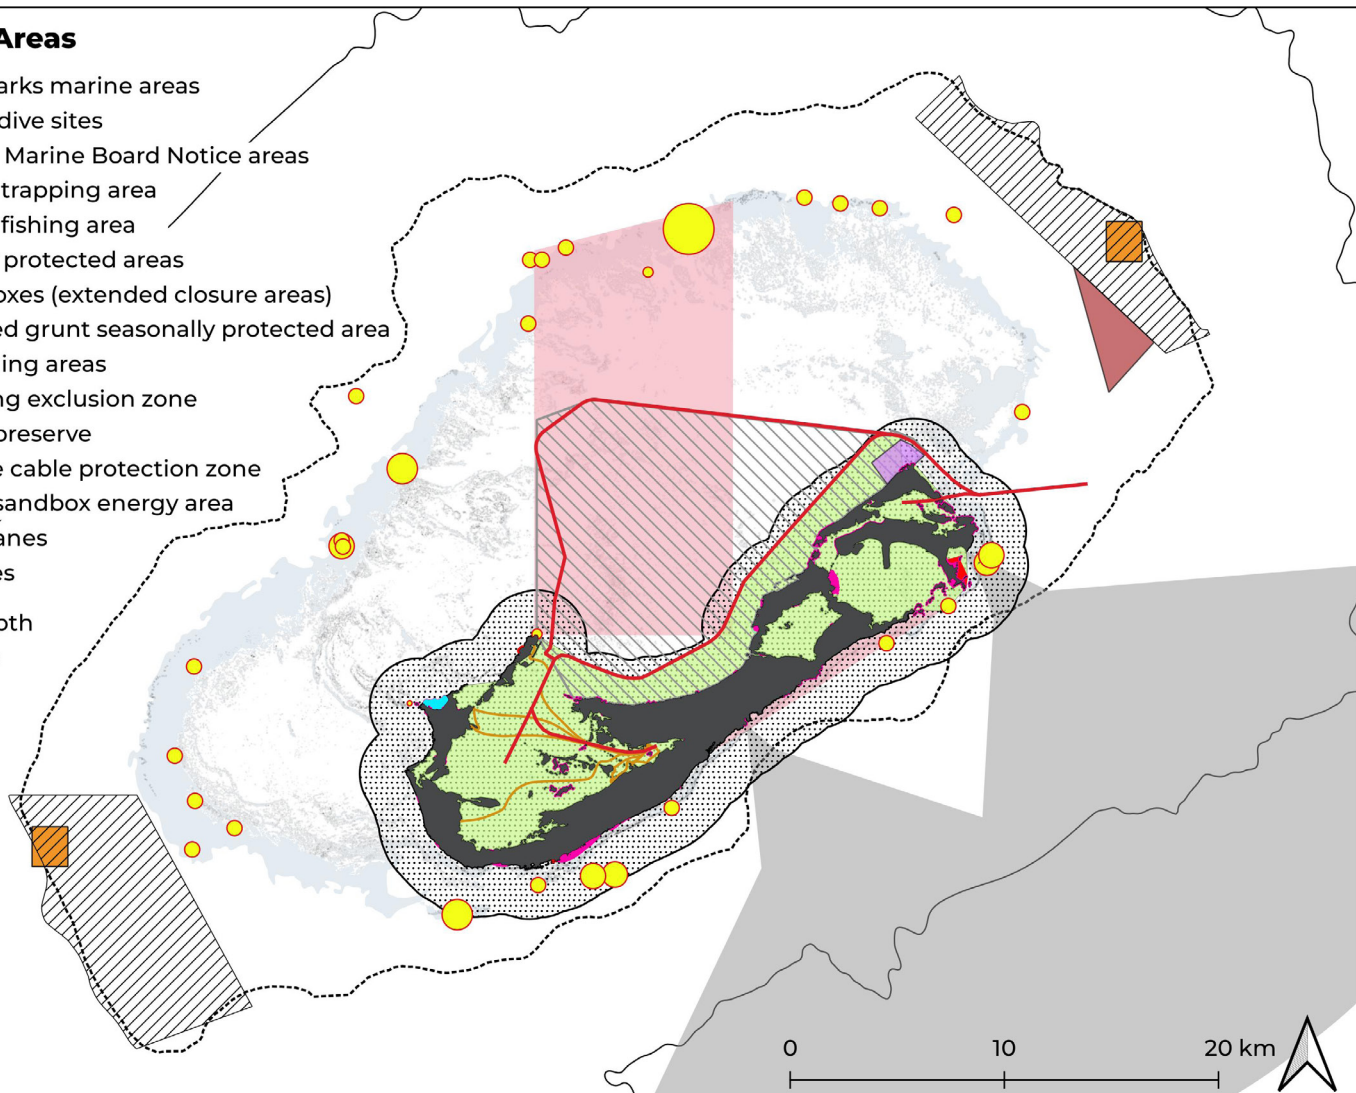 Areas
arks marine areas
dive sites
Marine Board Notice areas
trapping area
fishing area
protected areas
oxes (extended closure areas)
ed grunt seasonally protected area
ing areas
ng exclusion zone
preserve
e cable protection zone
sandbox energy area
anes
es
oth
0 10 20 km